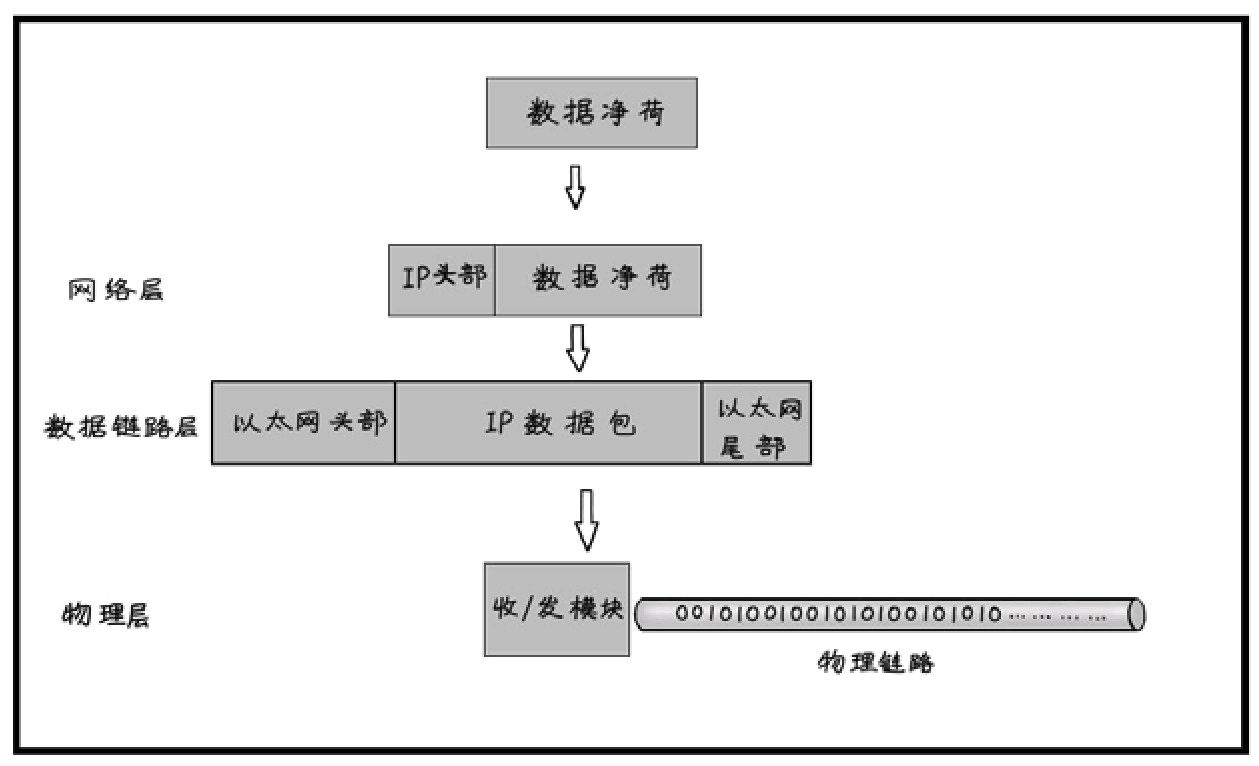 数据净荷
网络层 IP头部 数据净荷
数据链路层 以太网头部 IP数据包 以太网
尾部
物理层 收/发模块 0010100100101010010101010... ... ... ...
物理链路